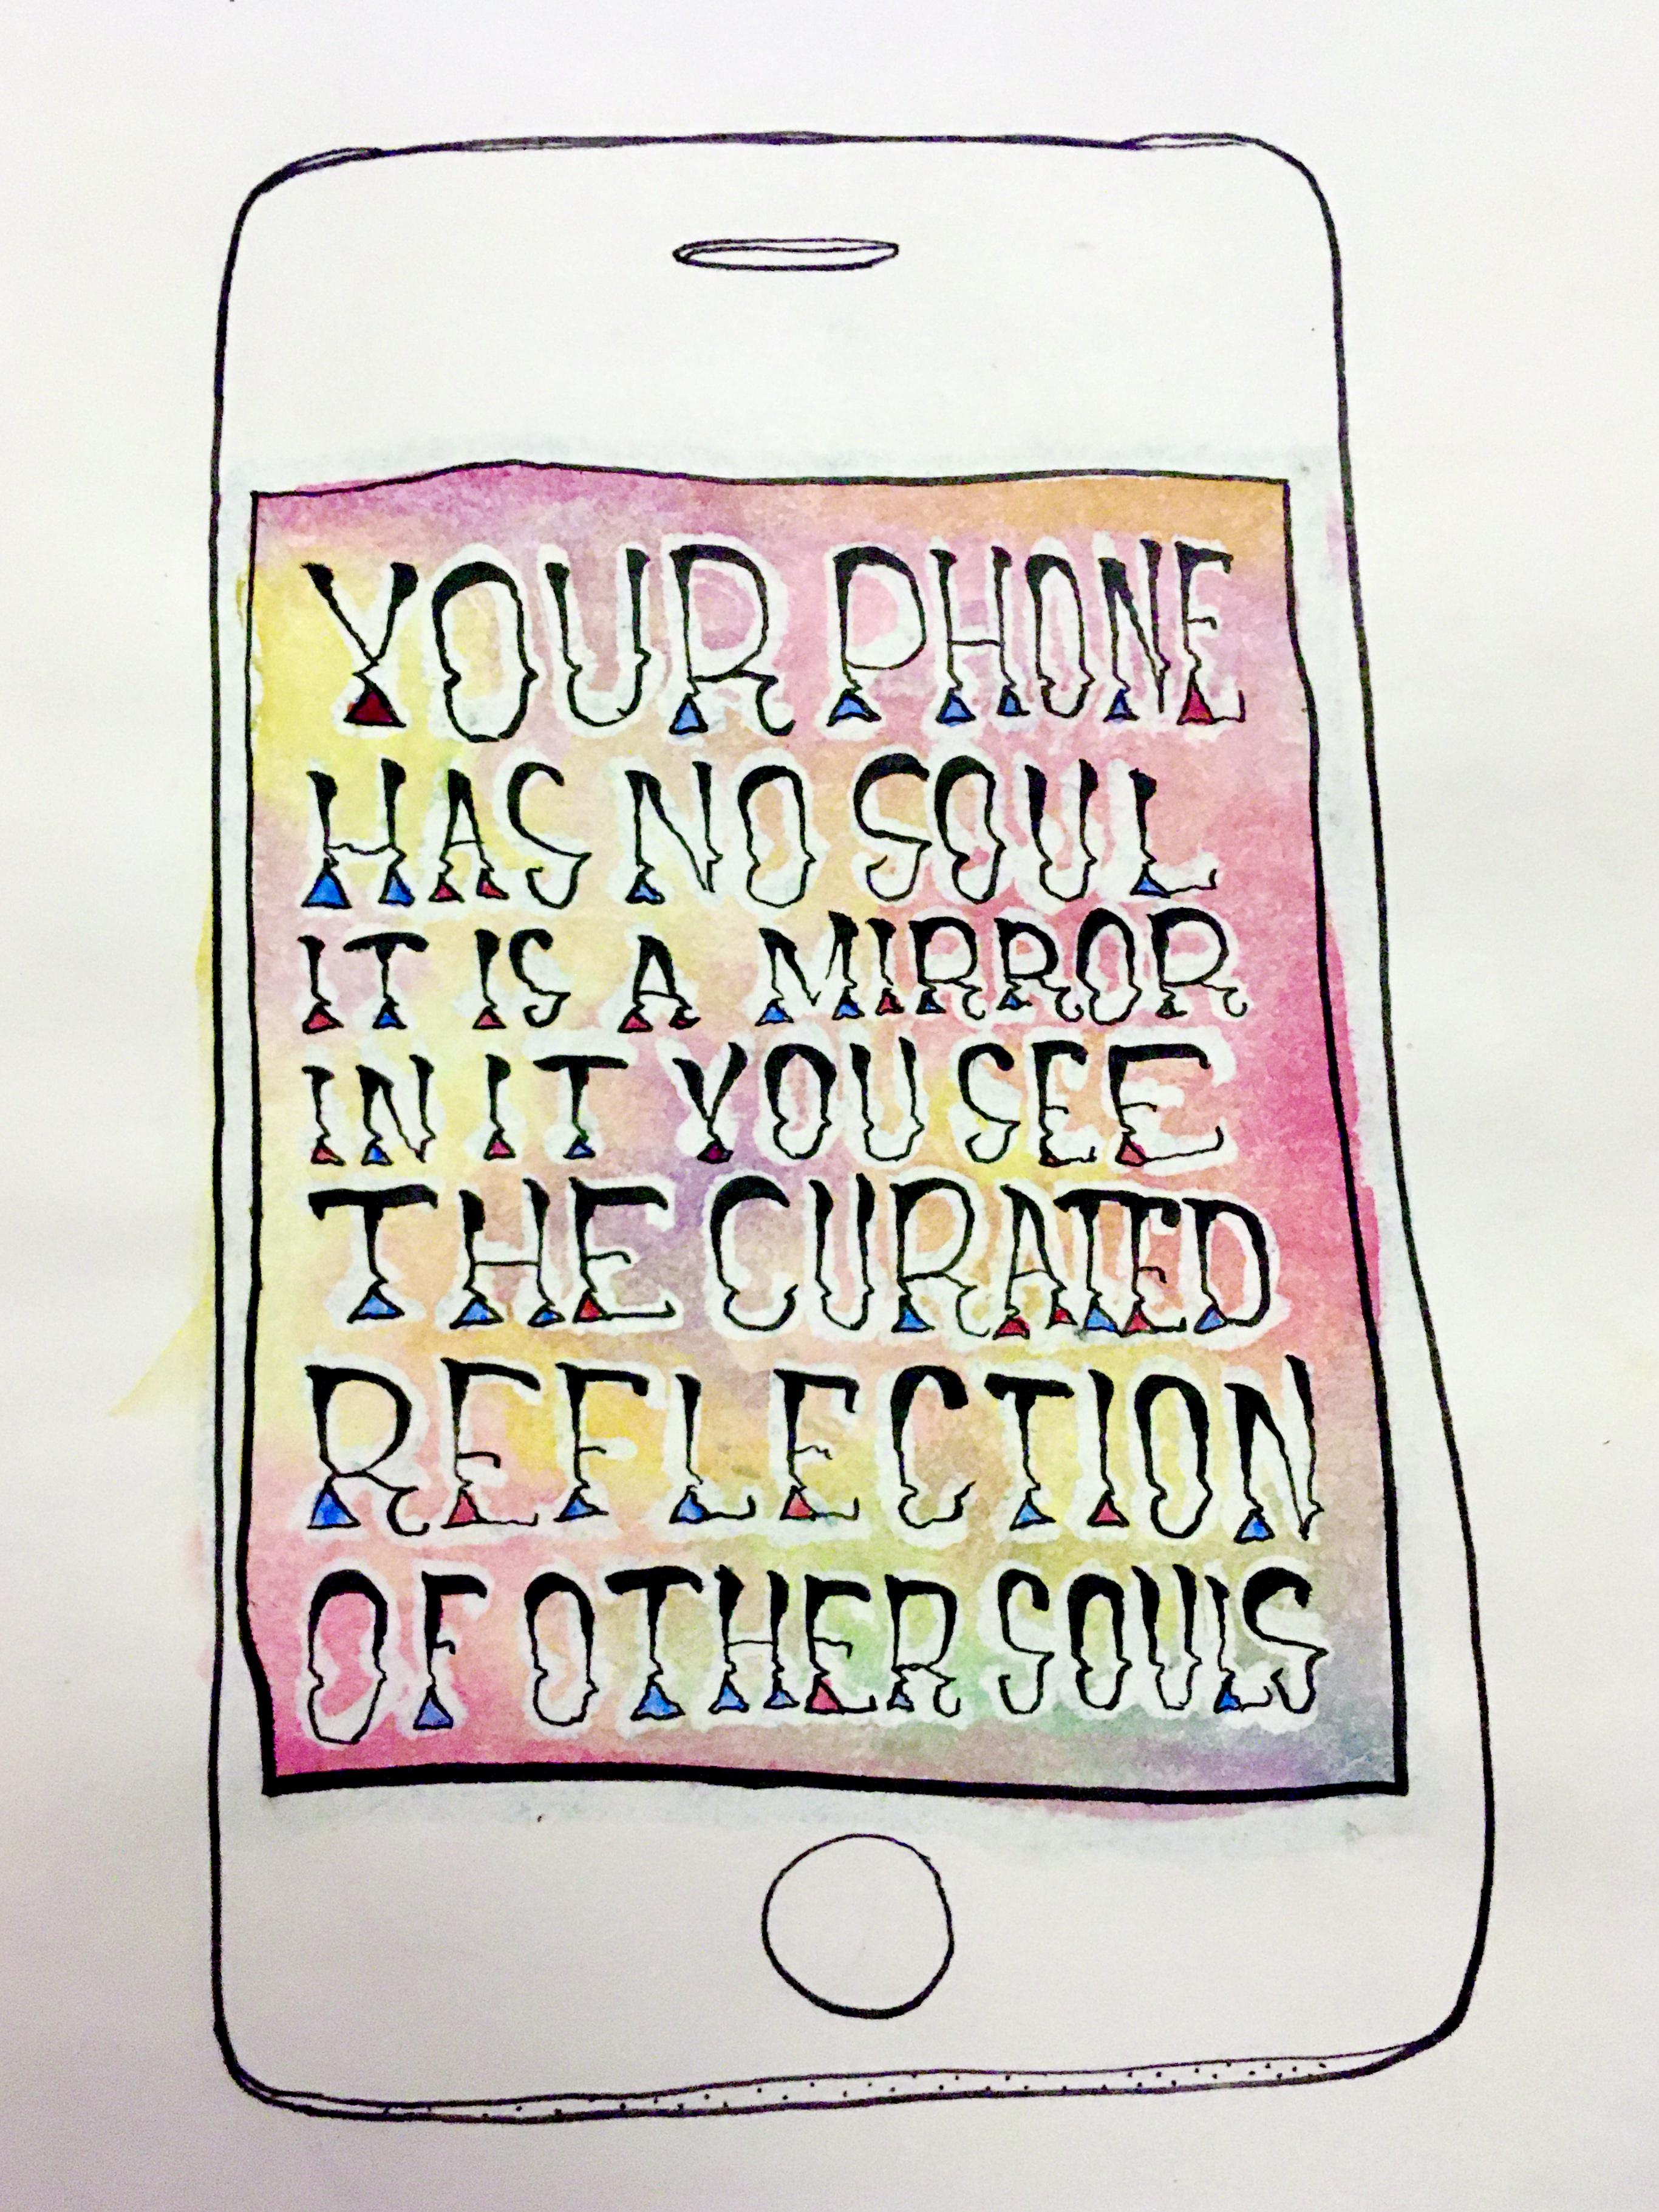 YOUR PHONE
HAS NO SOUL
IT IS A MIRROR
IN IT YOU SEE
THE CURATED
REFLECTION
OF OTHER SOULS